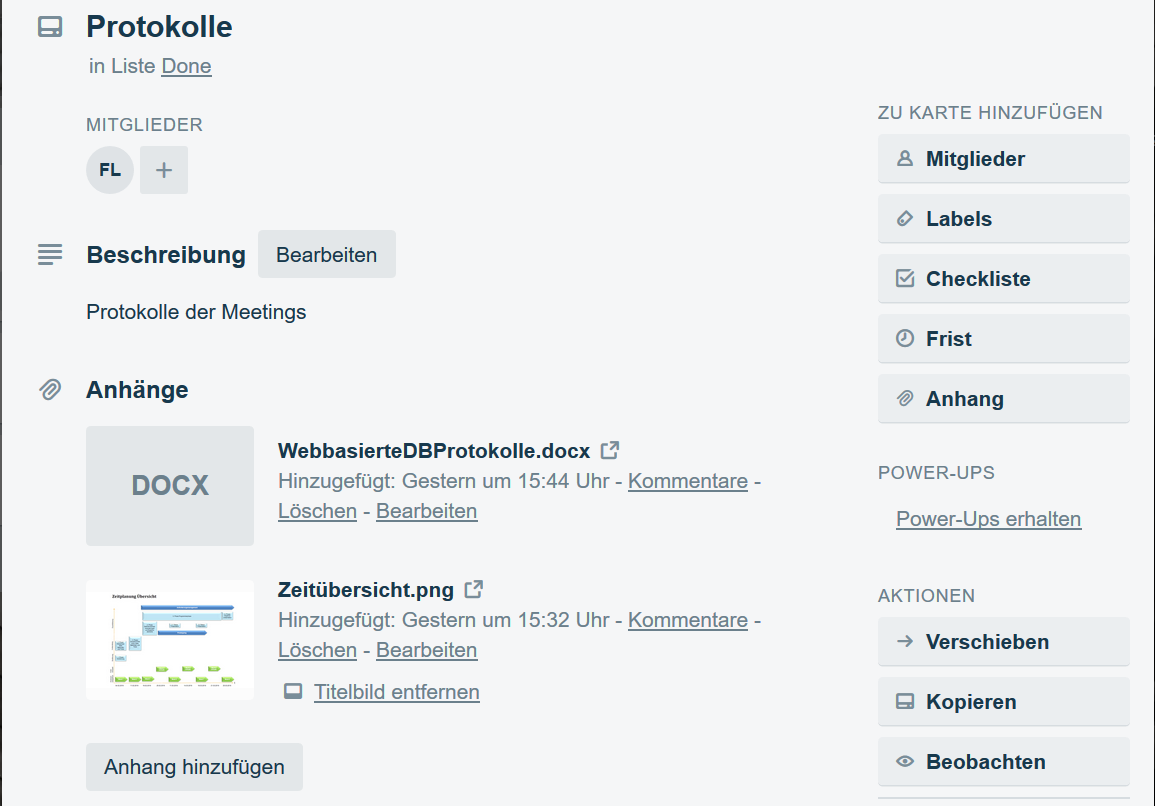 Protokolle
in Liste Done
MITGLIEDER
FL
+
Beschreibung
Bearbeiten
Protokolle der Meetings
Anhänge
DOCX
WebbasierteDBProtokolle.docx
Hinzugefügt: Gestern um 15:44 Uhr - Kommentare -
Löschen - Bearbeiten
Zeitplanung Übersicht
Zeitübersicht.png
Hinzugefügt: Gestern um 15:32 Uhr - Kommentare -
Löschen - Bearbeiten
Titelbild entfernen
Anhang hinzufügen
ZU KARTE HINZUFÜGEN
Mitglieder
Labels
Checkliste
Frist
Anhang
POWER-UPS
Power-Ups erhalten
AKTIONEN
Verschieben
Kopieren
Beobachten